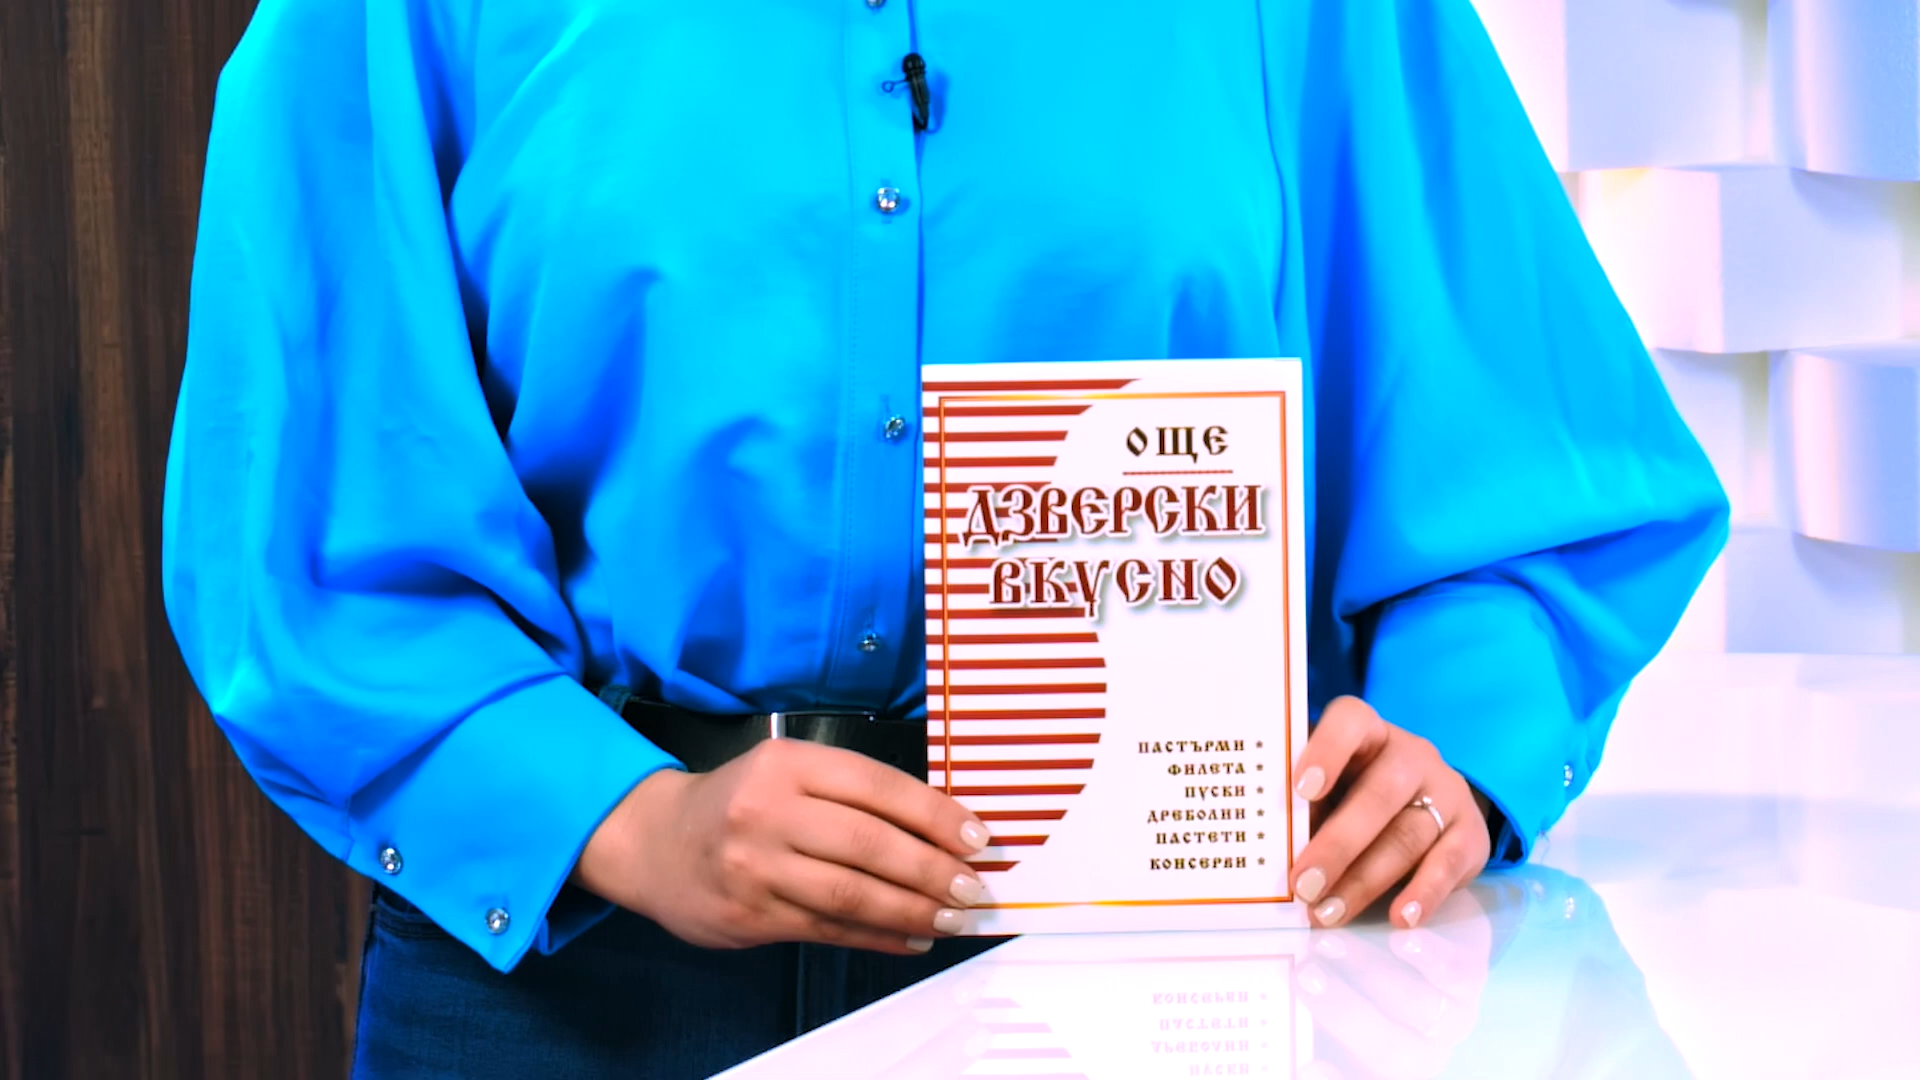 ОЩЕ
ДЗВЕРСКИ
ВКУСНО
ПАСТЪРМИ *
ФИЛЕТА *
ПУСКИ *
ДРЕБОЛИИ *
ПАСТЕТИ *
КОНСЕРВИ *